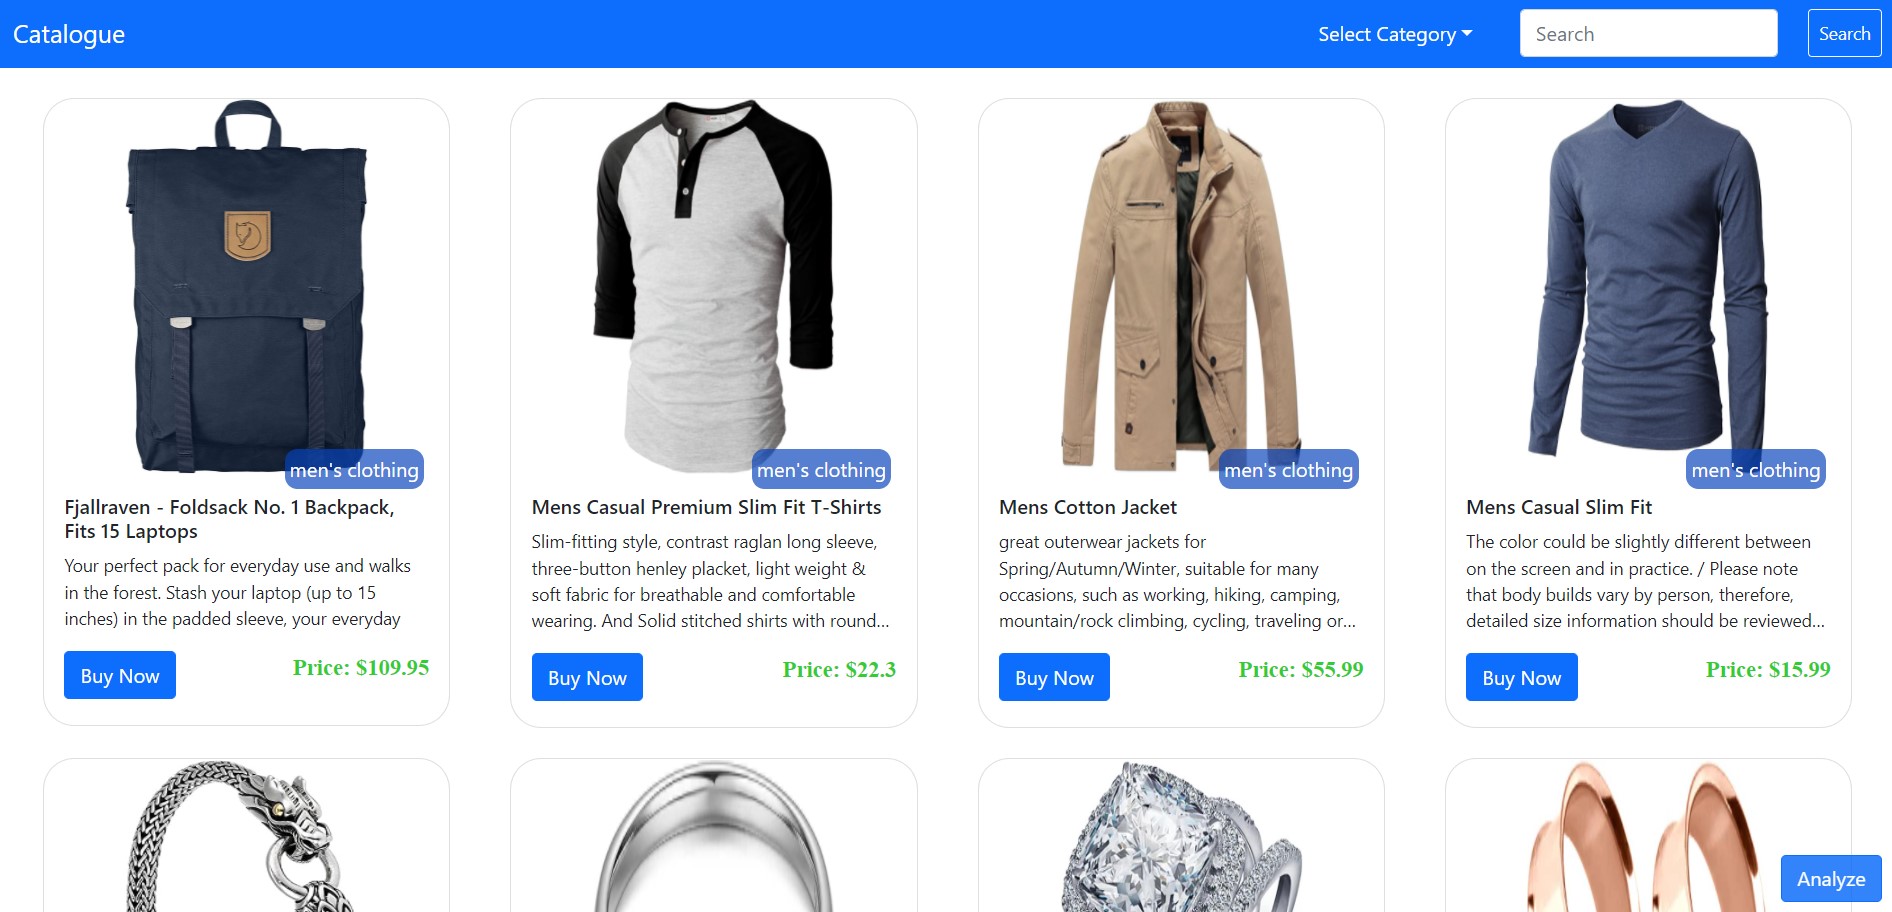 Catalogue
Select Category
Search
Search
men's clothing
Fjallraven - Foldsack No. 1 Backpack,
Fits 15 Laptops
Your perfect pack for everyday use and walks
in the forest. Stash your laptop (up to 15
inches) in the padded sleeve, your everyday
Buy Now
Price: $109.95
men's clothing
Mens Casual Premium Slim Fit T-Shirts
Slim-fitting style, contrast raglan long sleeve,
three-button henley placket, light weight &
soft fabric for breathable and comfortable
wearing. And Solid stitched shirts with round...
Buy Now
Price: $22.3
men's clothing
Mens Cotton Jacket
great outerwear jackets for
Spring/Autumn/Winter, suitable for many
occasions, such as working, hiking, camping,
mountain/rock climbing, cycling, traveling or...
Buy Now
Price: $55.99
men's clothing
Mens Casual Slim Fit
The color could be slightly different between
on the screen and in practice. / Please note
that body builds vary by person, therefore,
detailed size information should be reviewed...
Buy Now
Price: $15.99
Analyze